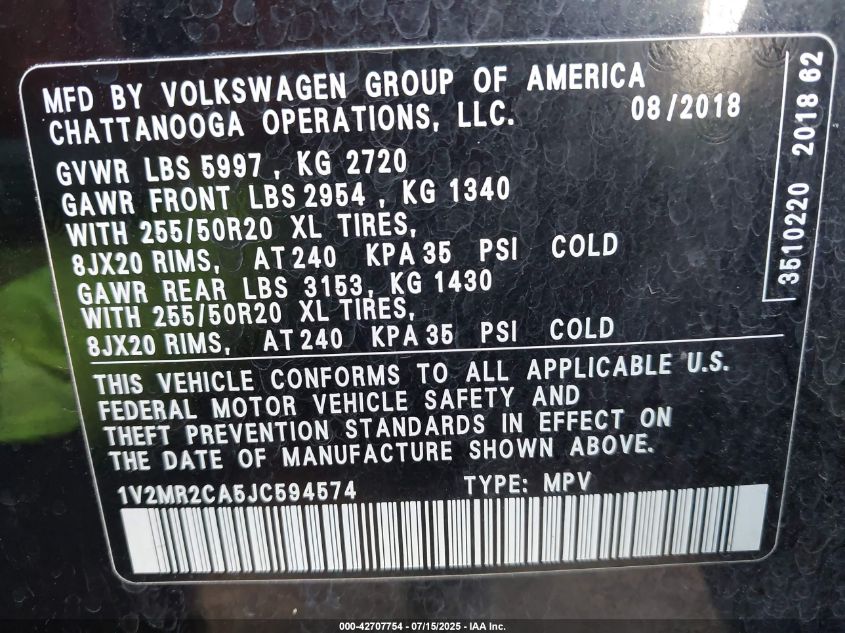 MFD BY VOLKSWAGEN GROUP OF AMERICA
CHATTANOOGA OPERATIONS, LLC. 08/2018
GVWR LBS 5997 , KG 2720
GAWR FRONT LBS 2954 , KG 1340
WITH 255/50R20 XL TIRES,
8JX20 RIMS, AT 240 KPA 35 PSI COLD
GAWR REAR LBS 3153, KG 1430
WITH 255/50R20 XL TIRES,
8JX20 RIMS, AT 240 KPA 35 PSI COLD
THIS VEHICLE CONFORMS TO ALL APPLICABLE U.S.
FEDERAL MOTOR VEHICLE SAFETY AND
THEFT PREVENTION STANDARDS IN EFFECT ON
THE DATE OF MANUFACTURE SHOWN ABOVE.
1V2MR2CA5JC594574 TYPE: MPV
3510220 2018 62
000-42707754 - 07/15/2025 - IAA Inc.